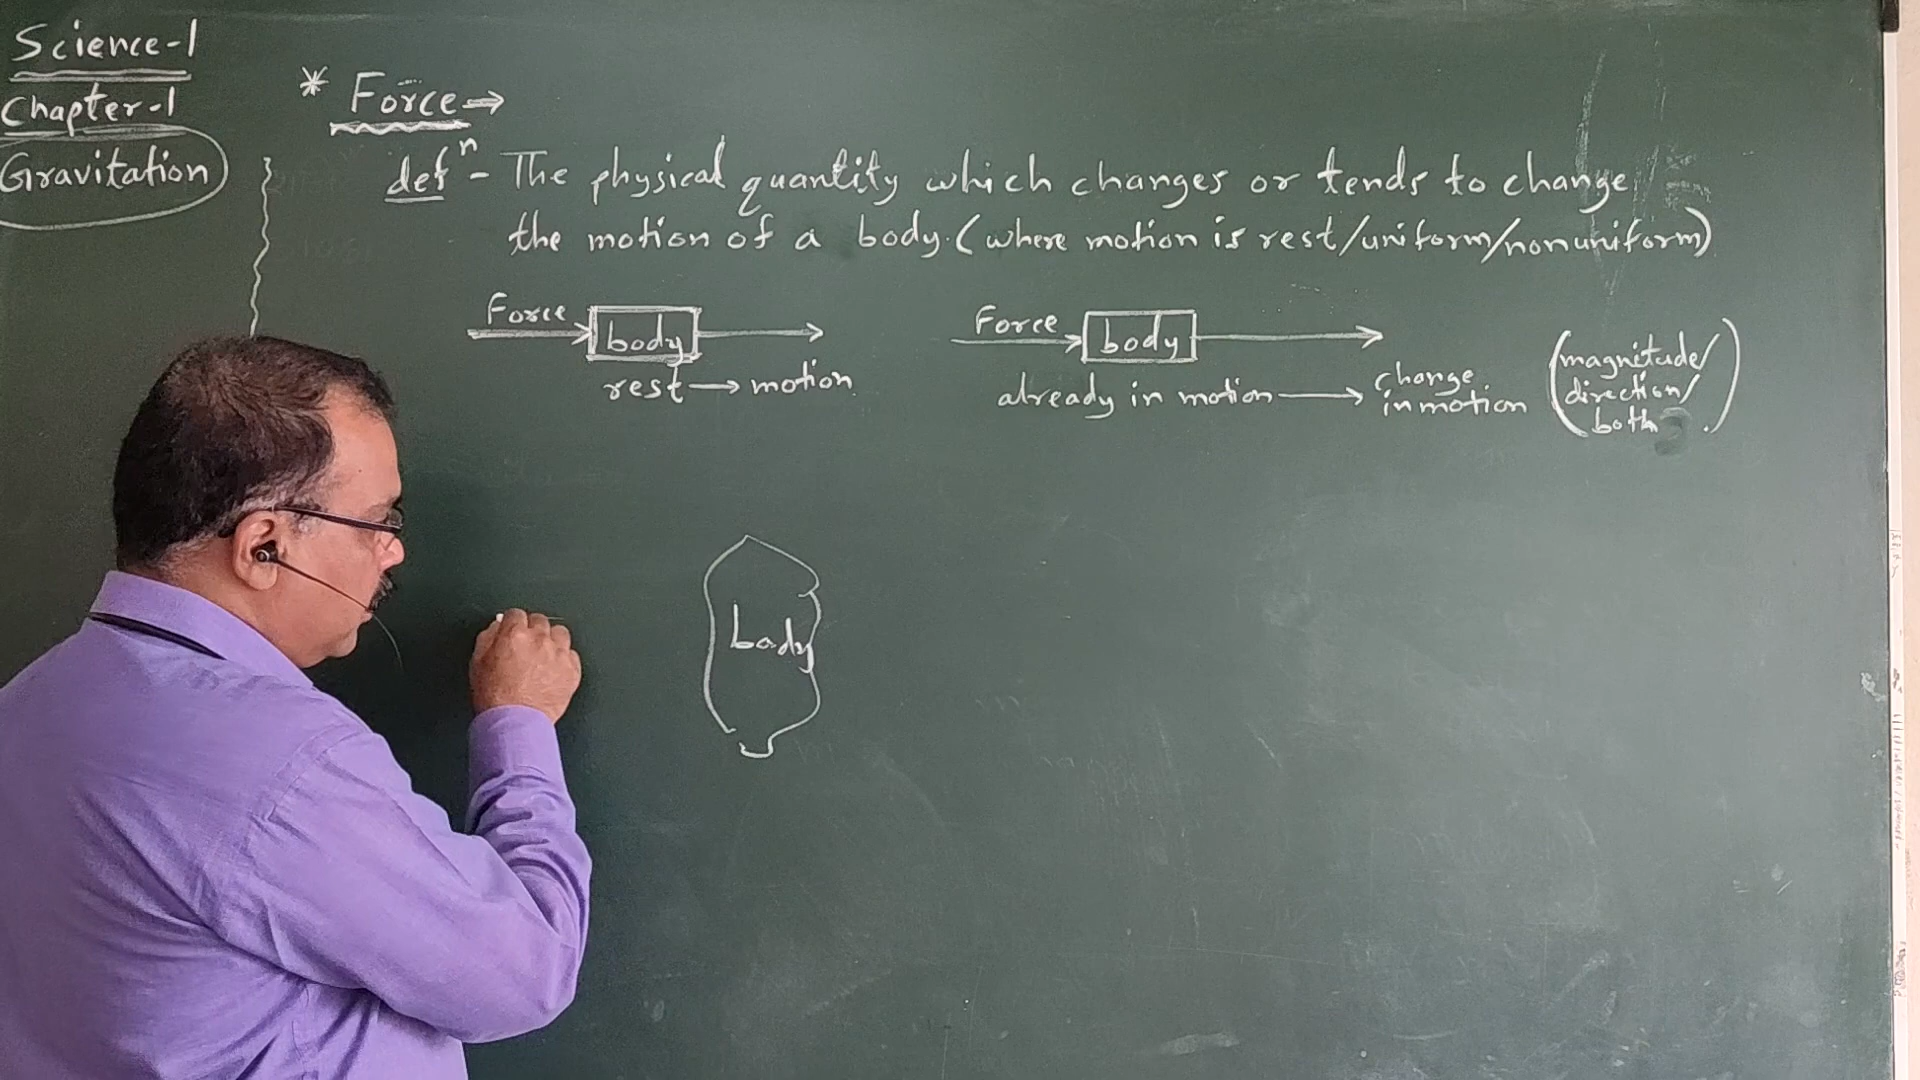 Science-1
Chapter-1
Gravitation
* Force→
defⁿ - The physical quantity which changes or tends to change
the motion of a body. (where motion is rest/uniform/nonuniform)
Force
body
rest → motion
Force
body
already in motion → change
in motion
(magnitude/
direction/
both.)
body